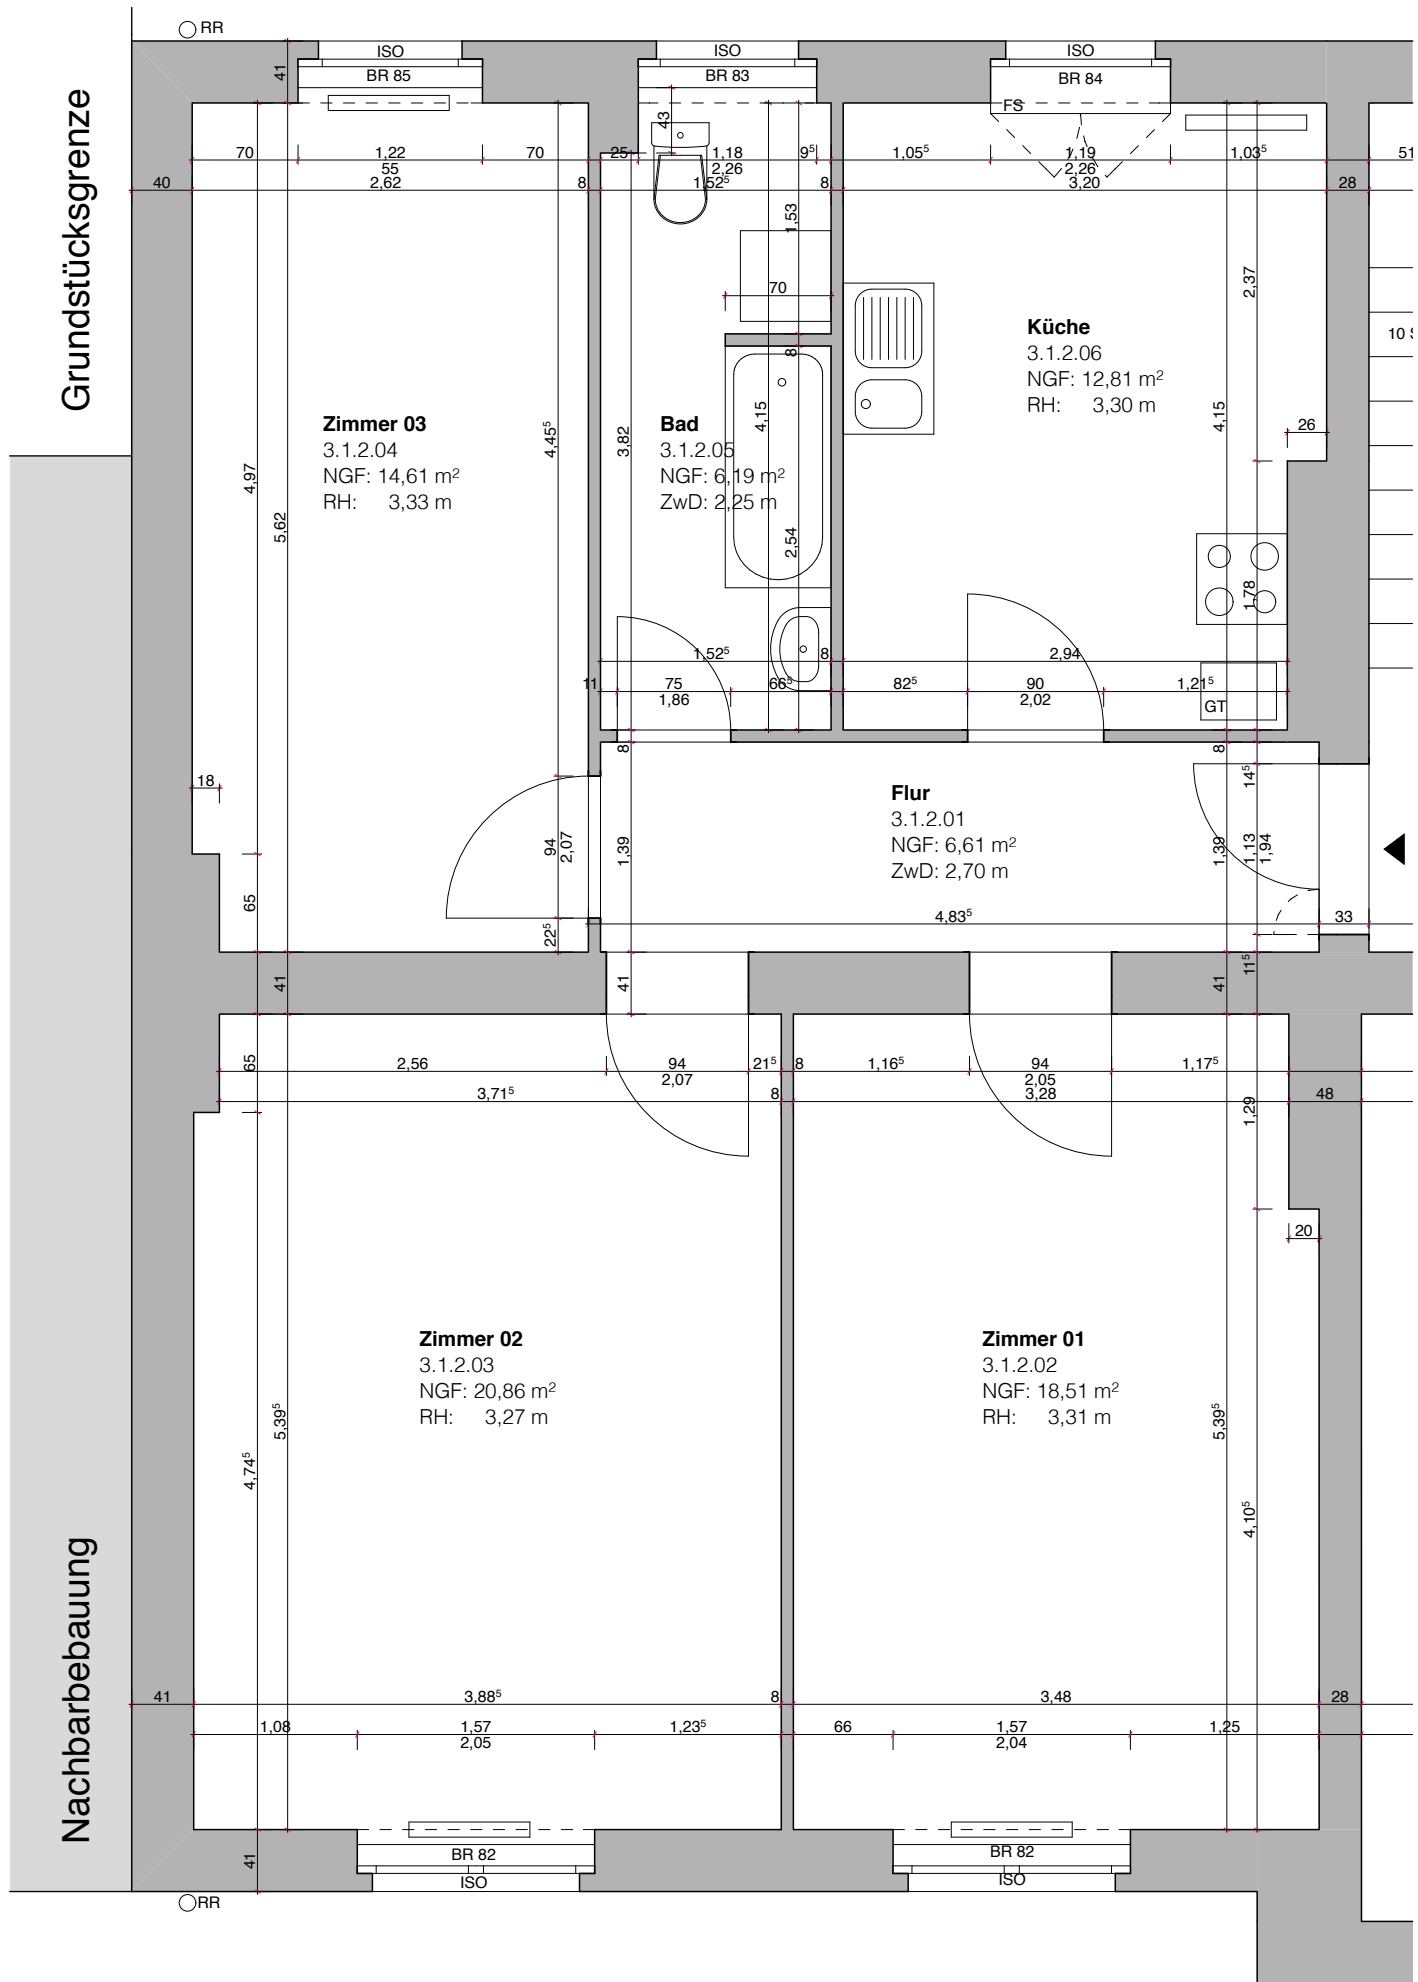 RR
ISO
ISO
ISO
BR 85
BR 83
BR 84
41
43
FS
70
1,22
55
70
25
1,18
2,26
9⁵
1,05⁵
1,19
2,26
1,03⁵
51
40
2,62
8
1,52⁵
8
3,20
28
Grundstücksgrenze
1,53
70
2,37
8
10 S
Küche
3.1.2.06
NGF: 12,81 m²
RH: 3,30 m
26
Zimmer 03
3.1.2.04
NGF: 14,61 m²
RH: 3,33 m
Bad
3.1.2.05
NGF: 6,19 m²
ZwD: 2,25 m
4,97
5,62
4,45⁵
3,82
4,15
2,54
4,15
1,78
1,52⁵
8
2,94
11
75
1,86
66⁵
82⁵
90
2,02
1,21⁵
GT
8
8
14⁵
18
94
2,07
1,39
Flur
3.1.2.01
NGF: 6,61 m²
ZwD: 2,70 m
1,39
1,13
1,94
65
22⁵
4,83⁵
33
11⁵
41
41
41
65
2,56
94
2,07
21⁵
8
1,16⁵
94
2,05
1,17⁵
3,71⁵
8
3,28
48
1,29
20
Zimmer 02
3.1.2.03
NGF: 20,86 m²
RH: 3,27 m
Zimmer 01
3.1.2.02
NGF: 18,51 m²
RH: 3,31 m
4,74⁵
5,39⁵
5,39⁵
4,10⁵
Nachbarbebauung
41
3,88⁵
8
3,48
28
1,08
1,57
2,05
1,23⁵
66
1,57
2,04
1,25
41
BR 82
ISO
BR 82
ISO
RR